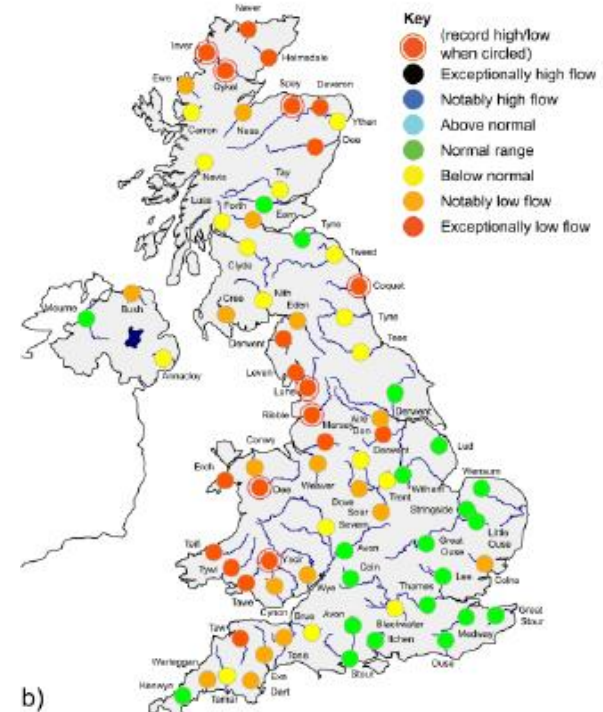 Key
(record high/low
when circled)
Exceptionally high flow
Notably high flow
Above normal
Normal range
Below normal
Notably low flow
Exceptionally low flow
Naver
Inver
Helmsdale
Oykel
Ewe
Spey
Deveron
Carron
Ness
Ythan
Dee
Nevis
Tay
Luss
Forth
Earn
Tyne
Clyde
Tweed
Coquet
Cree
Nith
Eden
Tyne
Mourne
Bush
Derwent
Tees
Annacloy
Leven
Lune
Derwent
Ribble
Aire
Mersey
Don
Lud
Conwy
Derwent
Erch
Dee
Weaver
Wensum
Dove
Trent
Witham
Stringside
Soar
Severn
Little
Ouse
Teifi
Avon
Great
Ouse
Tywi
Yscir
Coln
Lee
Colne
Tawe
Cynon
Wye
Thames
Brue
Avon
Blackwater
Great
Stour
Taw
Itchen
Medway
Tone
Ouse
Warleggan
Exe
Stour
Kenwyn
Tamar
Dart
b)